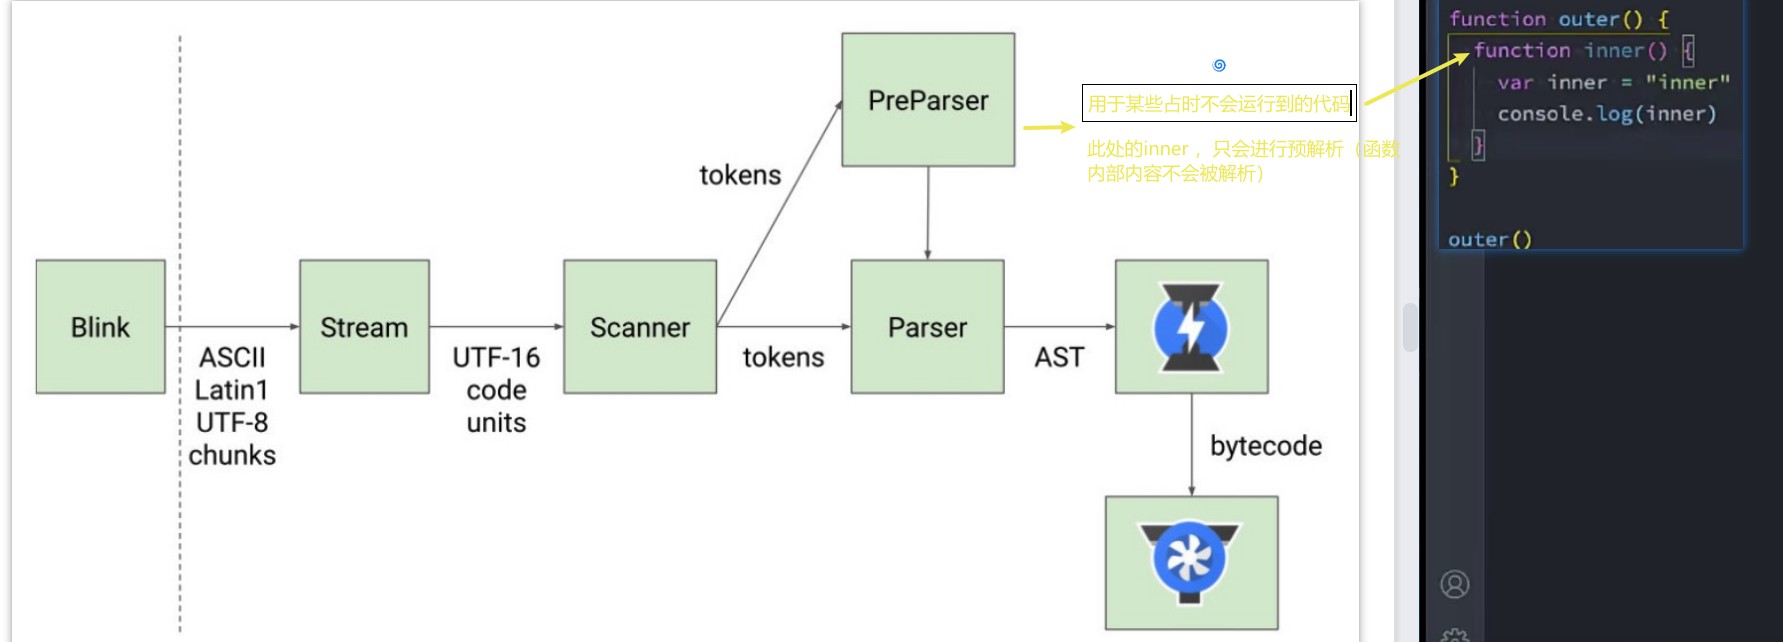 PreParser
用于某些占时不会运行到的代码
此处的inner ，只会进行预解析（函数
内部内容不会被解析）
tokens
Blink
Stream
Scanner
Parser
ASCII
Latin1
UTF-8
chunks
UTF-16
code
units
tokens
AST
bytecode
function outer() {
function inner() {
var inner = "inner"
console.log(inner)
}
}
outer()